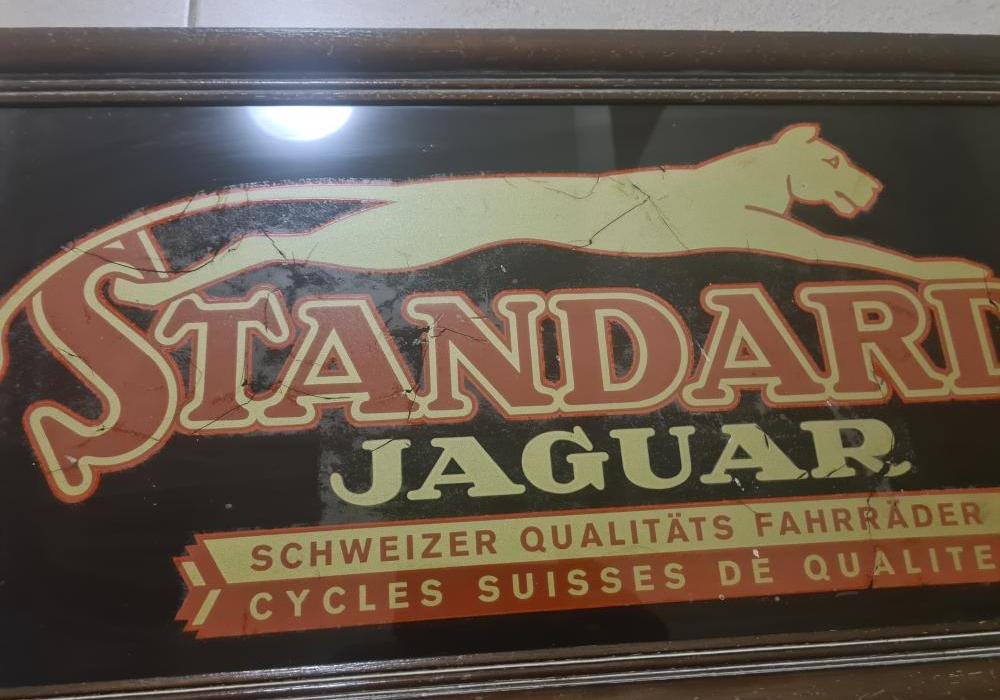 STANDARD
JAGUAR
SCHWEIZER QUALITÄTS FAHRRÄDER
CYCLES SUISSES DE QUALITE